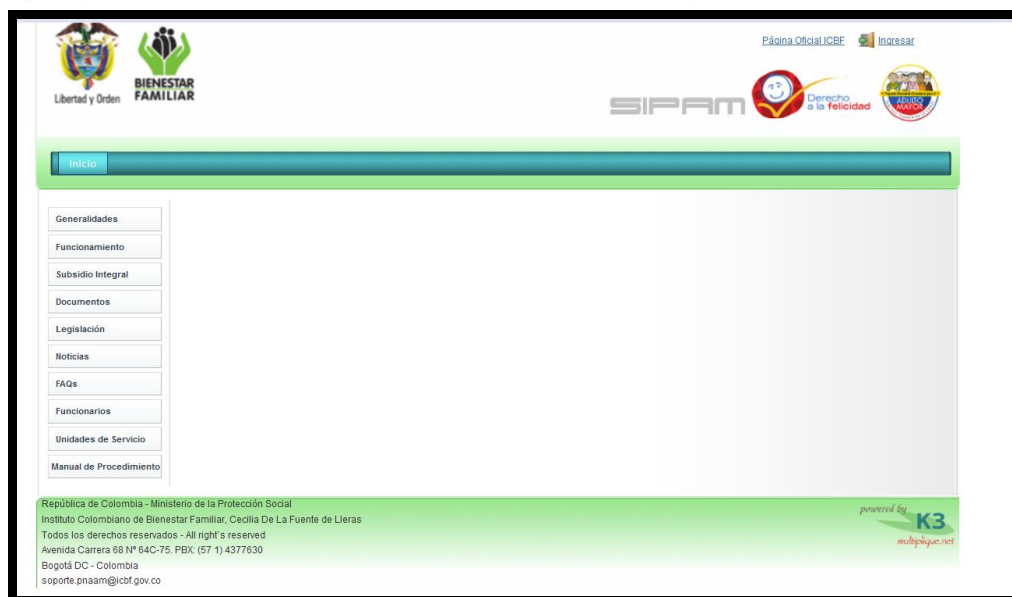 Página Oficial ICBF Ingresar
Libertad y Orden
BIENESTAR
FAMILIAR
SIPAM
Derecho
a la felicidad
ADULTO
MAYOR
Inicio
Generalidades
Funcionamiento
Subsidio Integral
Documentos
Legislación
Noticias
FAQs
Funcionarios
Unidades de Servicio
Manual de Procedimiento
República de Colombia - Ministerio de la Protección Social
Instituto Colombiano de Bienestar Familiar, Cecilia De La Fuente de Lleras
Todos los derechos reservados - All right`s reserved
Avenida Carrera 68 Nº 64C-75. PBX: (57 1) 4377630
Bogotá DC - Colombia
soporte.pnaam@icbf.gov.co
powered by
K3
multiplique.net